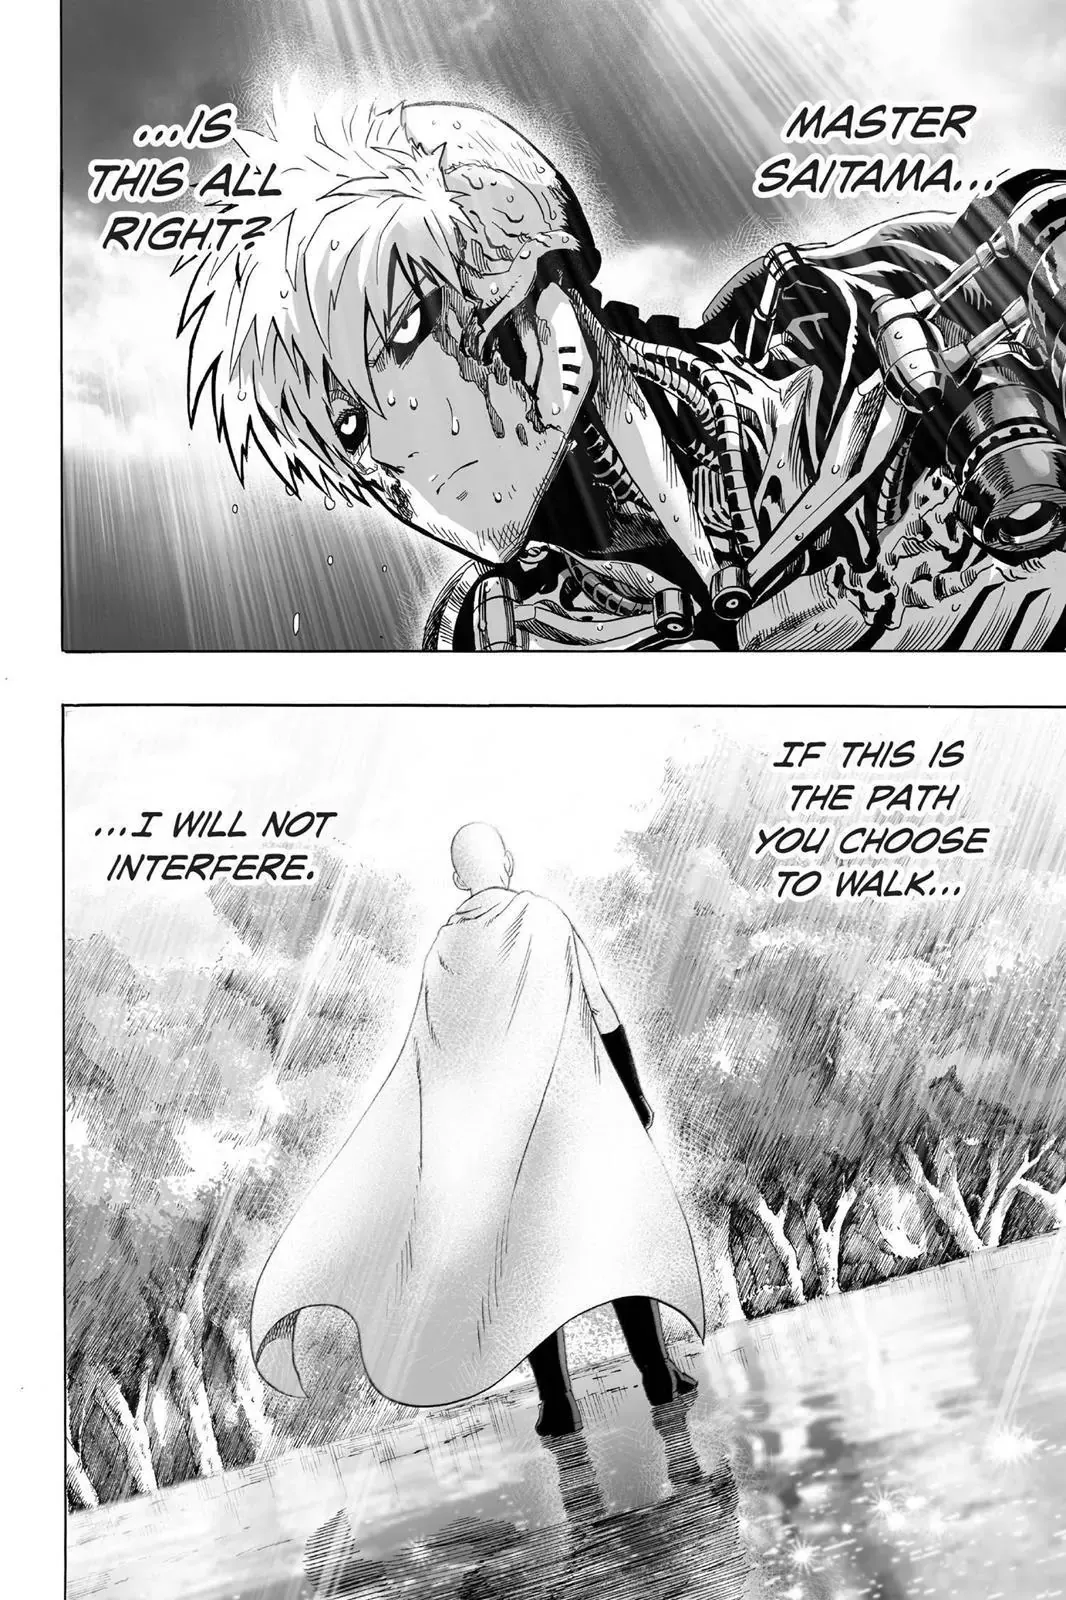 MASTER
SAITAMA...
...IS
THIS ALL
RIGHT?
IF THIS IS
THE PATH
YOU CHOOSE
TO WALK...
...I WILL NOT
INTERFERE.